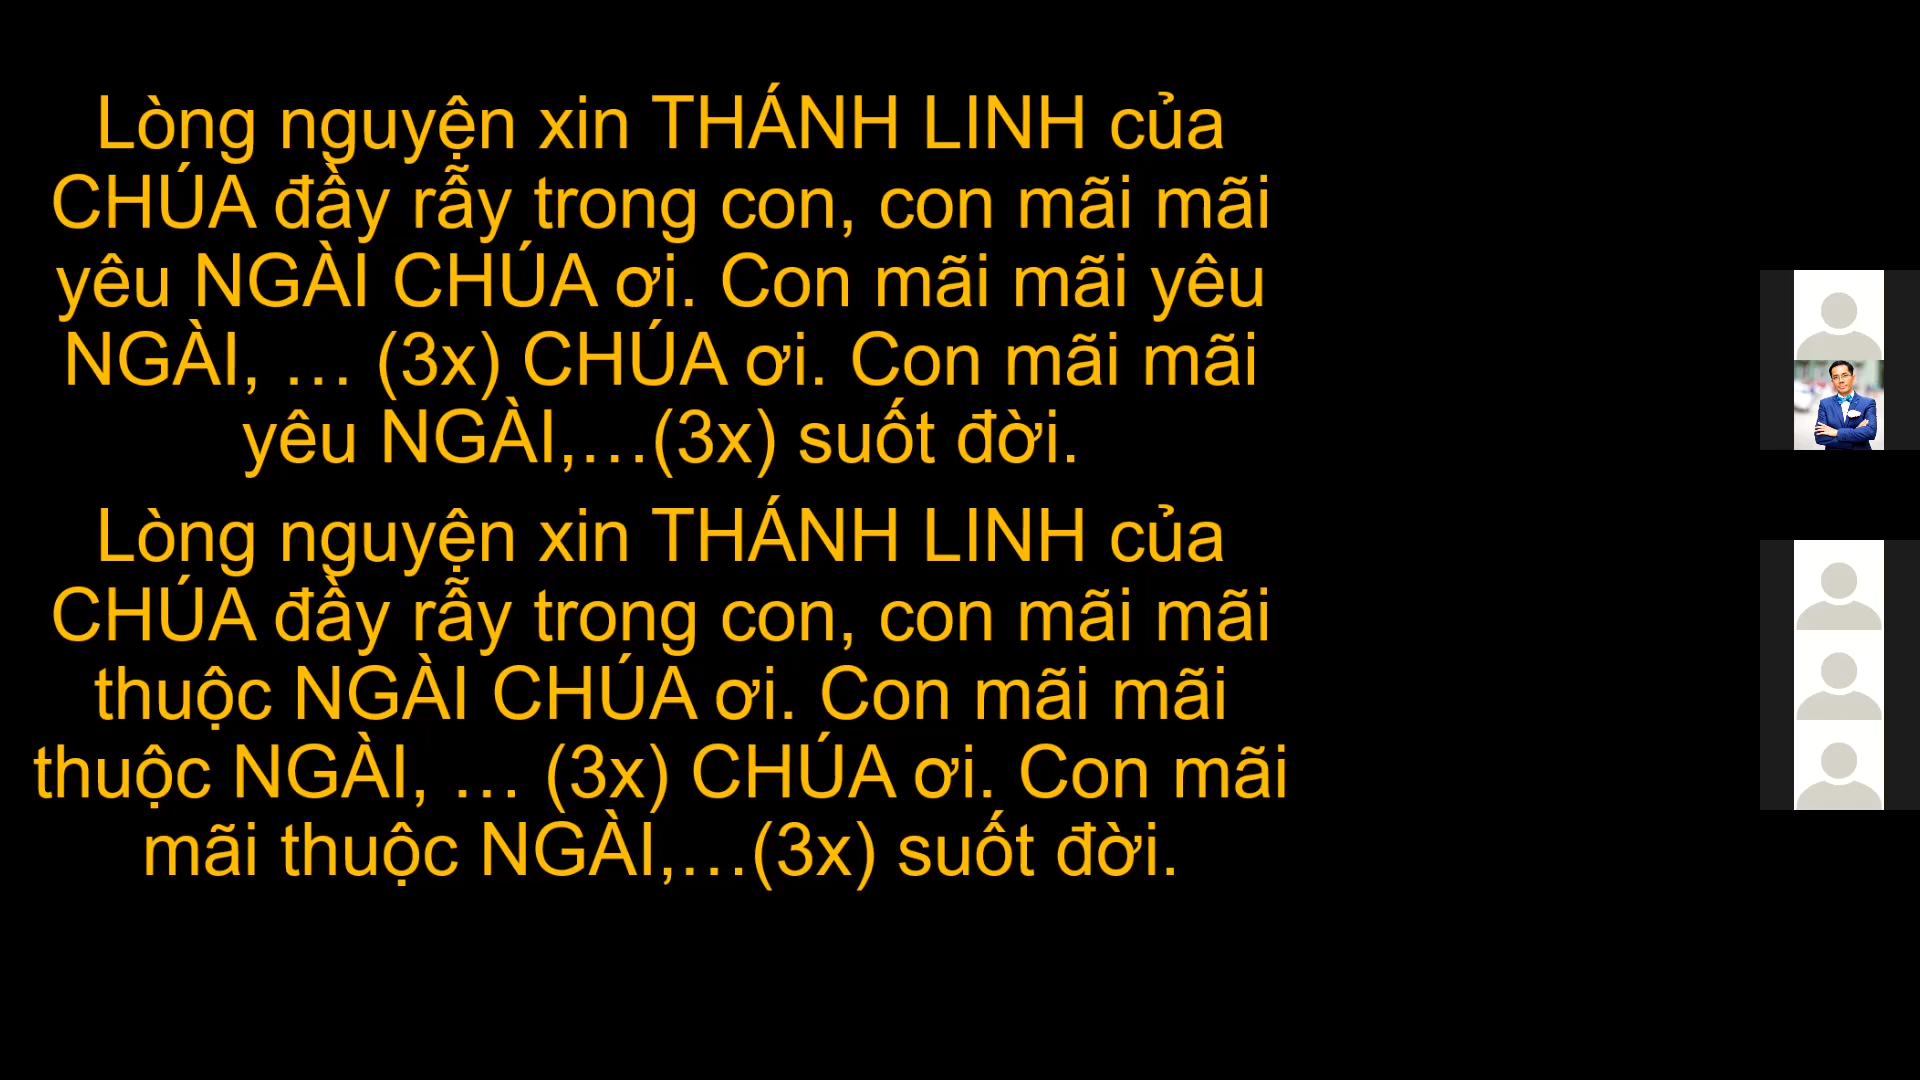 Lòng nguyện xin THÁNH LINH của
CHÚA đầy rẫy trong con, con mãi mãi
yêu NGÀI CHÚA ơi. Con mãi mãi yêu
NGÀI, … (3x) CHÚA ơi. Con mãi mãi
yêu NGÀI,…(3x) suốt đời.
Lòng nguyện xin THÁNH LINH của
CHÚA đầy rẫy trong con, con mãi mãi
thuộc NGÀI CHÚA ơi. Con mãi mãi
thuộc NGÀI, … (3x) CHÚA ơi. Con mãi
mãi thuộc NGÀI,…(3x) suốt đời.